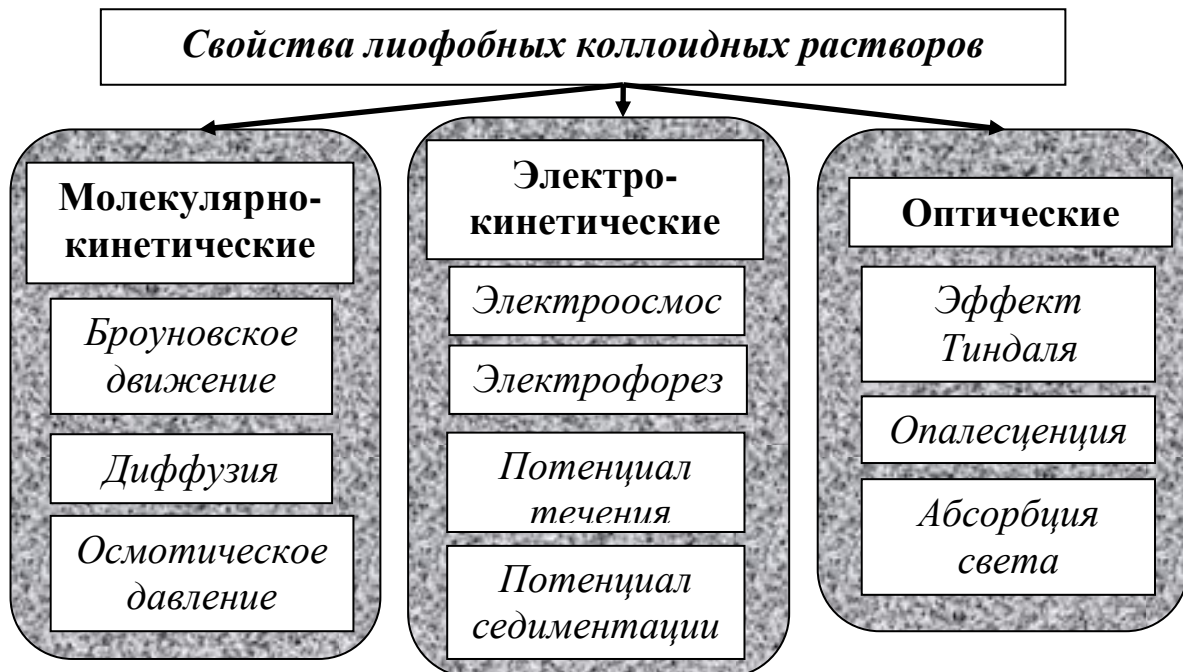 Свойства лиофобных коллоидных растворов
Молекулярно-
кинетические
Броуновское
движение
Диффузия
Осмотическое
давление
Электро-
кинетические
Электроосмос
Электрофорез
Потенциал
течения
Потенциал
седиментации
Оптические
Эффект
Тиндаля
Опалесценция
Абсорбция
света